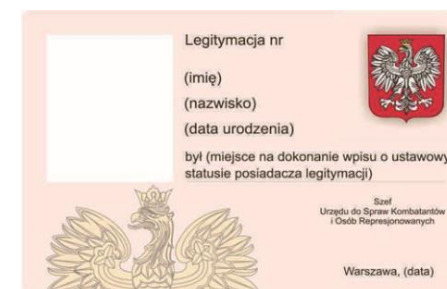 Legitymacja nr
(imię)
(nazwisko)
(data urodzenia)
był (miejsce na dokonanie wpisu o ustawowy
statusie posiadacza legitymacji)
Szef
Urzędu do Spraw Kombatantów
i Osób Represjonowanych
Warszawa, (data)